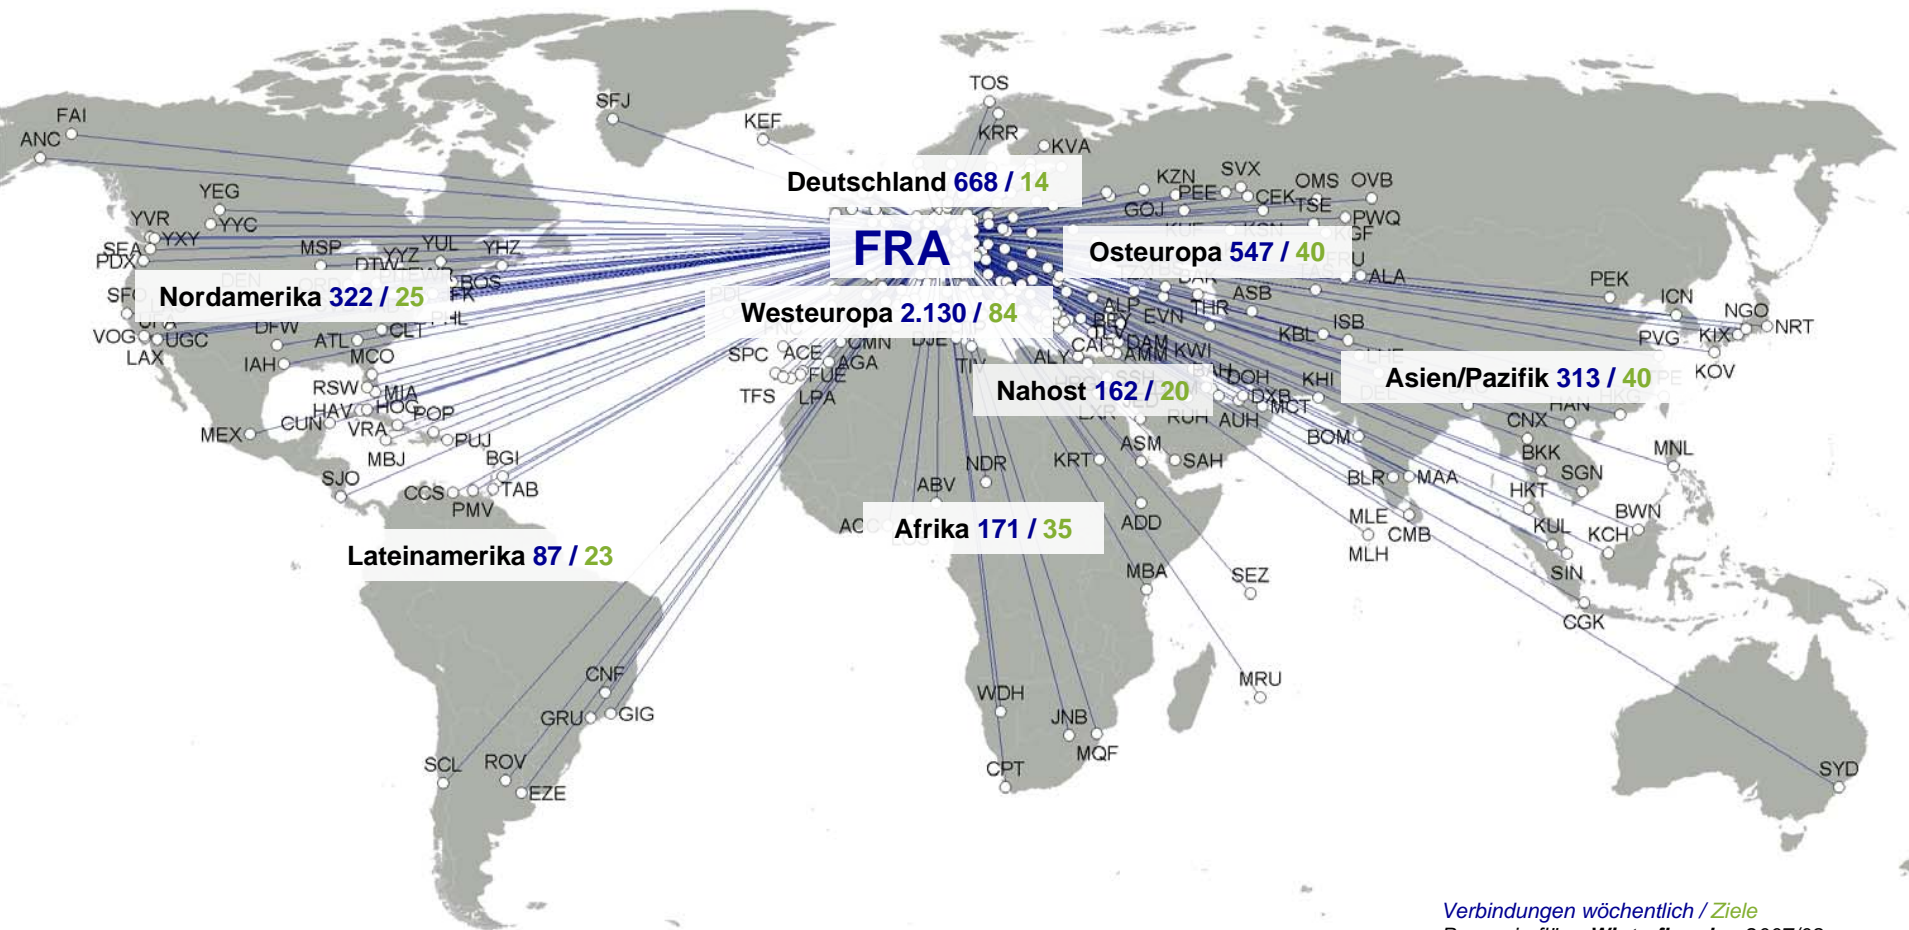 TOS
FAI
SFJ
KEF
ANC
KRR
KVA
Deutschland 668 / 14
KZN
SVX
OMS
OVB
PEE
CEK
YEG
GOJ
TSE
YVR
YYC
PWQ
YXY
SEA
MSP
YYZ
YUL
YHZ
FRA
Osteuropa 547 / 40
PDX
DTW
BOS
ALA
PEK
Nordamerika 322 / 25
ASB
ICN
SFO
Westeuropa 2.130 / 84
ALP
THR
NGO
EVN
ISB
NRT
VOG
UGC
DFW
ATL
CLT
CMN
DJE
KBL
PVG
KIX
LAX
MCO
SPC
ACE
AGA
CAI
DAM
ALY
AMM
KWI
IAH
FUE
KOV
RSW
MIA
TFS
LPA
Nahost 162 / 20
DOH
KHI
Asien/Pazifik 313 / 40
DXB
HAV
HOG
POP
MCT
CUN
VRA
RUH
AUH
HAN
MEX
MBJ
PUJ
BOM
CNX
BGI
ASM
BKK
MNL
SJO
NDR
KRT
SAH
SGN
CCS
TAB
ABV
BLR
MAA
HKT
PMV
Afrika 171 / 35
ADD
MLE
CMB
BWN
Lateinamerika 87 / 23
MLH
KUL
KCH
MBA
SEZ
SIN
CGK
CNF
MRU
GRU
GIG
WDH
JNB
MQF
SCL
ROV
CPT
SYD
EZE
Verbindungen wöchentlich / Ziele